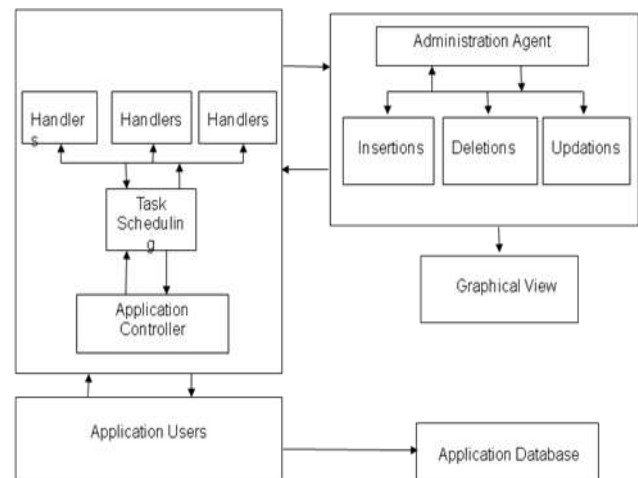 Administration Agent
Handler
s
Handlers
Handlers
Insertions
Deletions
Updations
Task
Schedulin
g
Graphical View
Application
Controller
Application Users
Application Database